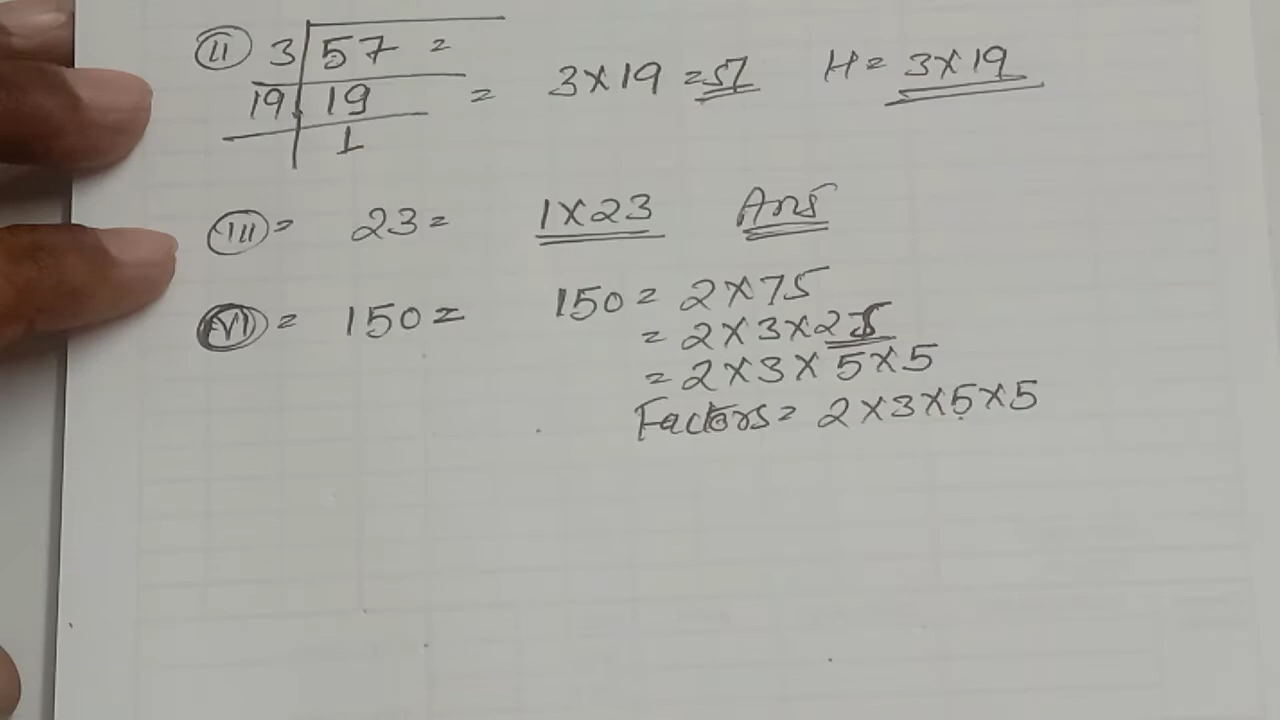 (ii) 3 | 57 =
19 | 19 = 3×19 = 57 H = 3×19
1
(iii) = 23 = 1×23 Ans
(vi) = 150 = 150 = 2×75
= 2×3×25
= 2×3×5×5
Factors = 2×3×5×5